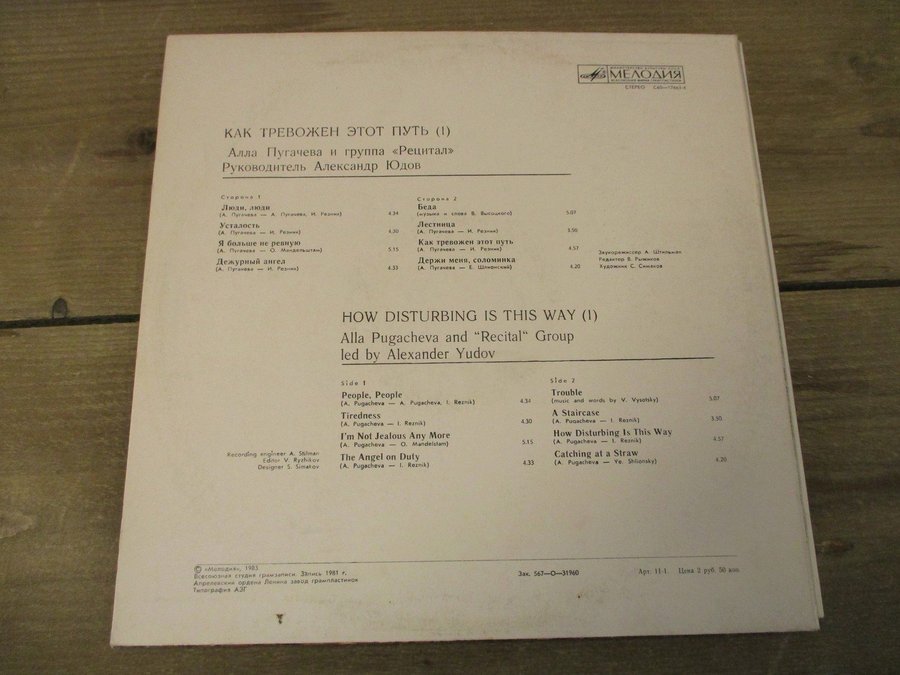 МЕЛОДИЯ
СТЕРЕО С60—17663-4
КАК ТРЕВОЖЕН ЭТОТ ПУТЬ (1)
Алла Пугачева и группа «Рецитал»
Руководитель Александр Юдов
Сторона 1
Люди, люди
(А. Пугачева — А. Пугачева, И. Резник) 4.34
Усталость
(А. Пугачева — И. Резник) 4.30
Я больше не ревную
(А. Пугачева — О. Мандельштам) 5.15
Дежурный ангел
(А. Пугачева — И. Резник) 4.33
Сторона 2
Беда
(музыка и слова В. Высоцкого) 5.07
Лестница
(А. Пугачева — И. Резник) 3.50
Как тревожен этот путь
(А. Пугачева — И. Резник) 4.57
Держи меня, соломинка
(А. Пугачева — Е. Шлионский) 4.20
Звукорежиссер А. Штильман
Редактор В. Рыжиков
Художник С. Симаков
HOW DISTURBING IS THIS WAY (1)
Alla Pugacheva and “Recital“ Group
led by Alexander Yudov
Side 1
People, People
(A. Pugacheva — A. Pugacheva, I. Reznik) 4.34
Tiredness
(A. Pugacheva — I. Reznik) 4.30
I'm Not Jealous Any More
(A. Pugacheva — O. Mandelstam) 5.15
The Angel on Duty
(A. Pugacheva — I. Reznik) 4.33
Side 2
Trouble
(music and words by V. Vysotsky) 5.07
A Staircase
(A. Pugacheva — I. Reznik) 3.50
How Disturbing Is This Way
(A. Pugacheva — I. Reznik) 4.57
Catching at a Straw
(A. Pugacheva — Ye. Shlionsky) 4.20
Recording engineer A. Stilman
Editor V. Ryzhikov
Designer S. Simakov
© «Мелодия», 1983
Всесоюзная студия грамзаписи. Запись 1981 г.
Апрелевский ордена Ленина завод грампластинок
Типография АЗГ
Зак. 567—О—31960
Арт. 11-1. Цена 2 руб. 50 коп.